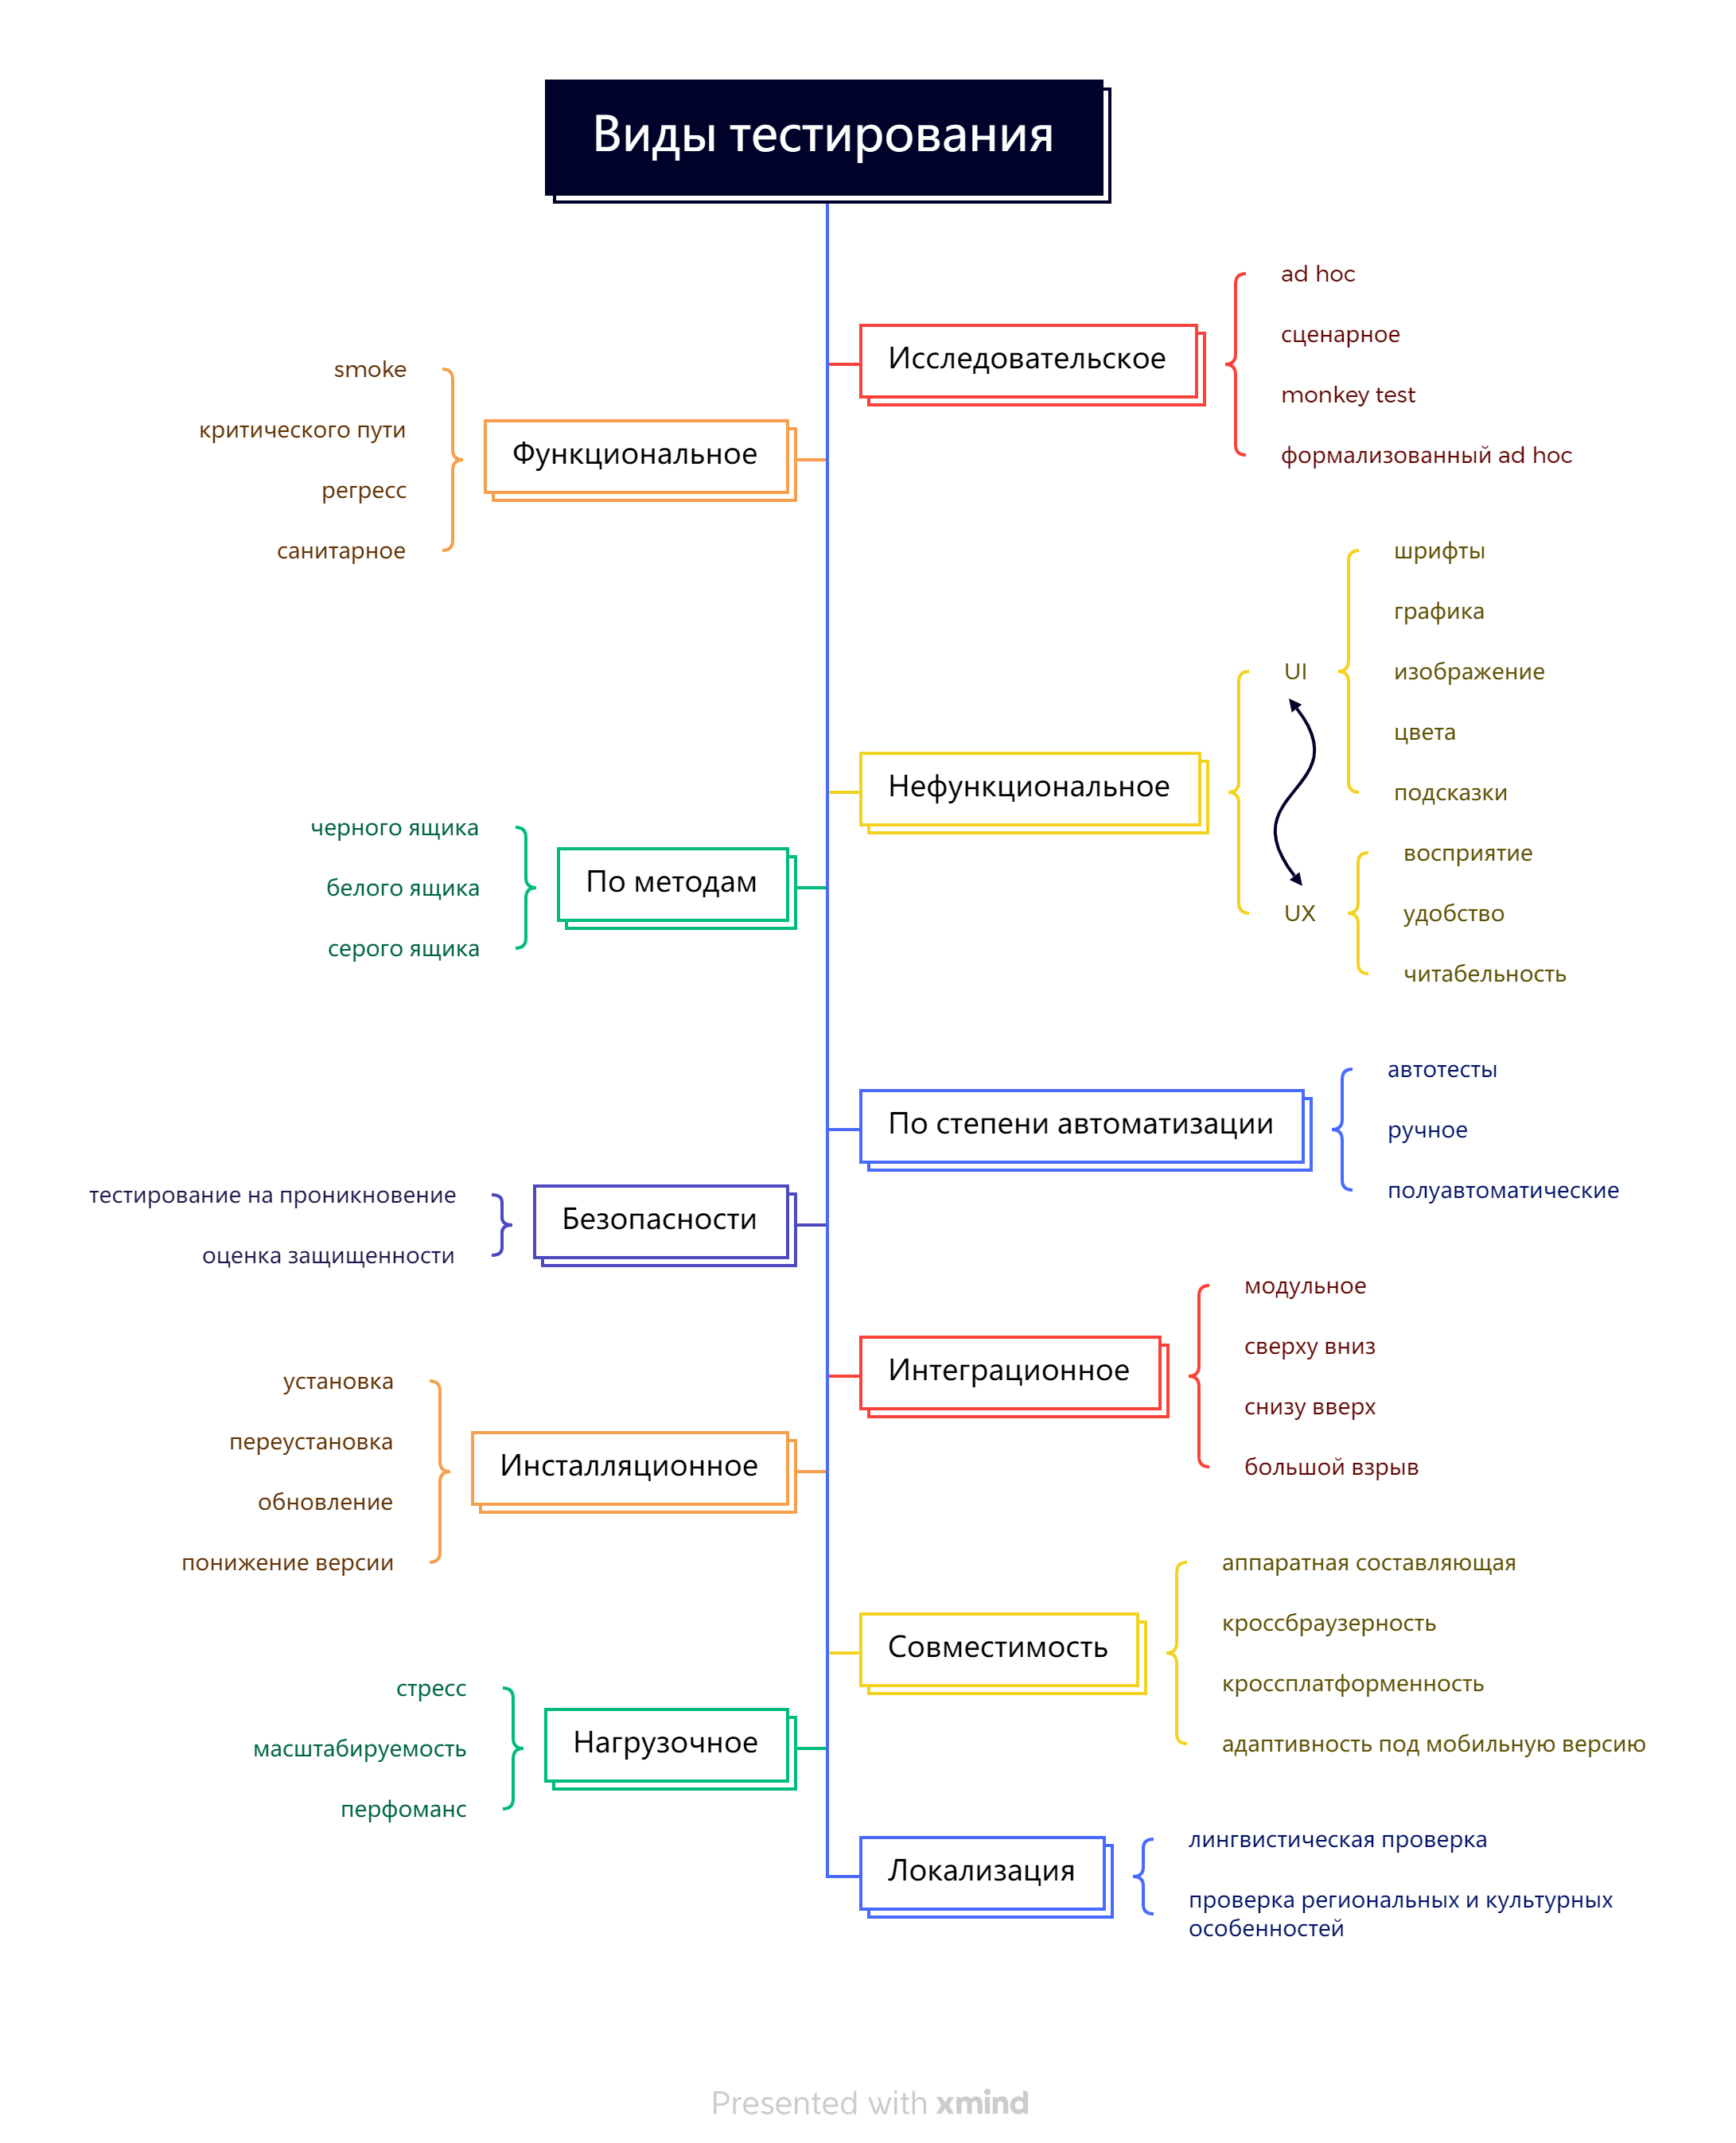 Виды тестирования
Исследовательское
ad hoc
сценарное
monkey test
формализованный ad hoc
Функциональное
smoke
критического пути
регресс
санитарное
Нефункциональное
UI
шрифты
графика
изображение
цвета
подсказки
UX
восприятие
удобство
читабельность
По методам
черного ящика
белого ящика
серого ящика
По степени автоматизации
автотесты
ручное
полуавтоматические
Безопасности
тестирование на проникновение
оценка защищенности
Интеграционное
модульное
сверху вниз
снизу вверх
большой взрыв
Инсталляционное
установка
переустановка
обновление
понижение версии
Совместимость
аппаратная составляющая
кроссбраузерность
кроссплатформенность
адаптивность под мобильную версию
Нагрузочное
стресс
масштабируемость
перфоманс
Локализация
лингвистическая проверка
проверка региональных и культурных
особенностей
Presented with xmind